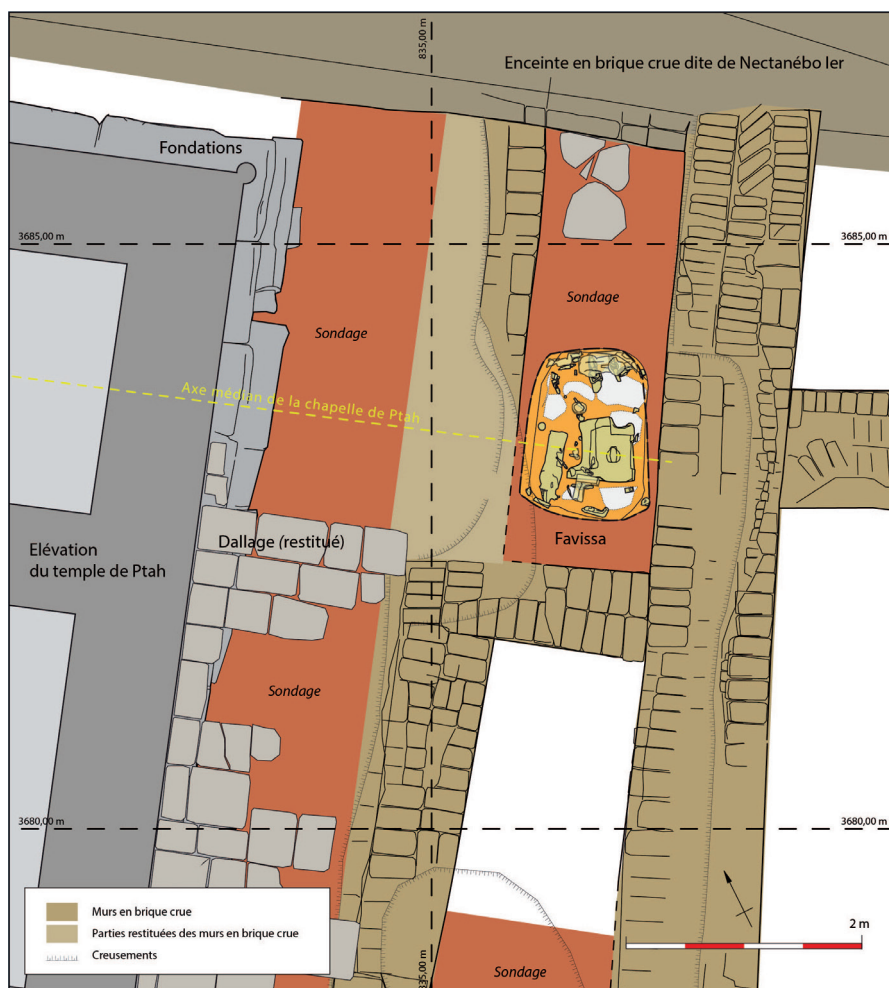 835,00 m
Enceinte en brique crue dite de Nectanébo Ier
Fondations
3685,00 m
3685,00 m
Sondage
Sondage
Axe médian de la chapelle de Ptah
Dallage (restitué)
Favissa
Elévation
du temple de Ptah
Sondage
3680,00 m
3680,00 m
Murs en brique crue
Parties restituées des murs en brique crue
Creusements
2 m
835,00 m
Sondage